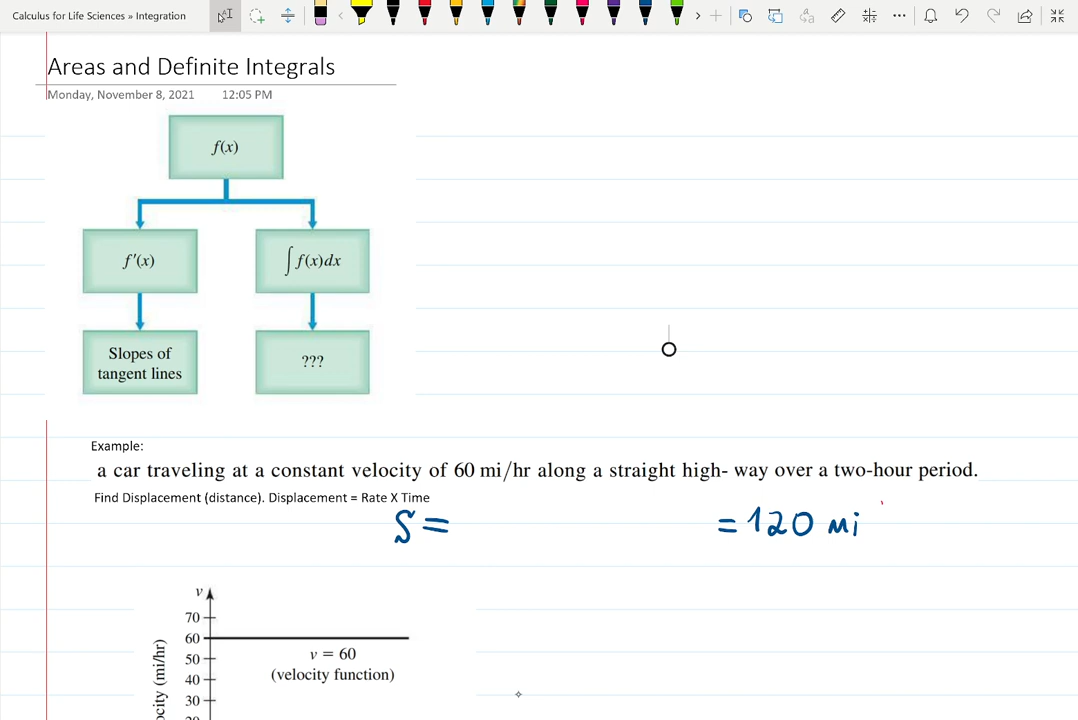 Calculus for Life Sciences » Integration
Areas and Definite Integrals
Monday, November 8, 2021 12:05 PM
f(x)
f′(x)
∫ f(x)dx
Slopes of
tangent lines
???
Example:
a car traveling at a constant velocity of 60 mi/hr along a straight high- way over a two-hour period.
Find Displacement (distance). Displacement = Rate X Time
S = = 120 mi
v
70
60
50
40
30
v = 60
(velocity function)
(mi/hr)